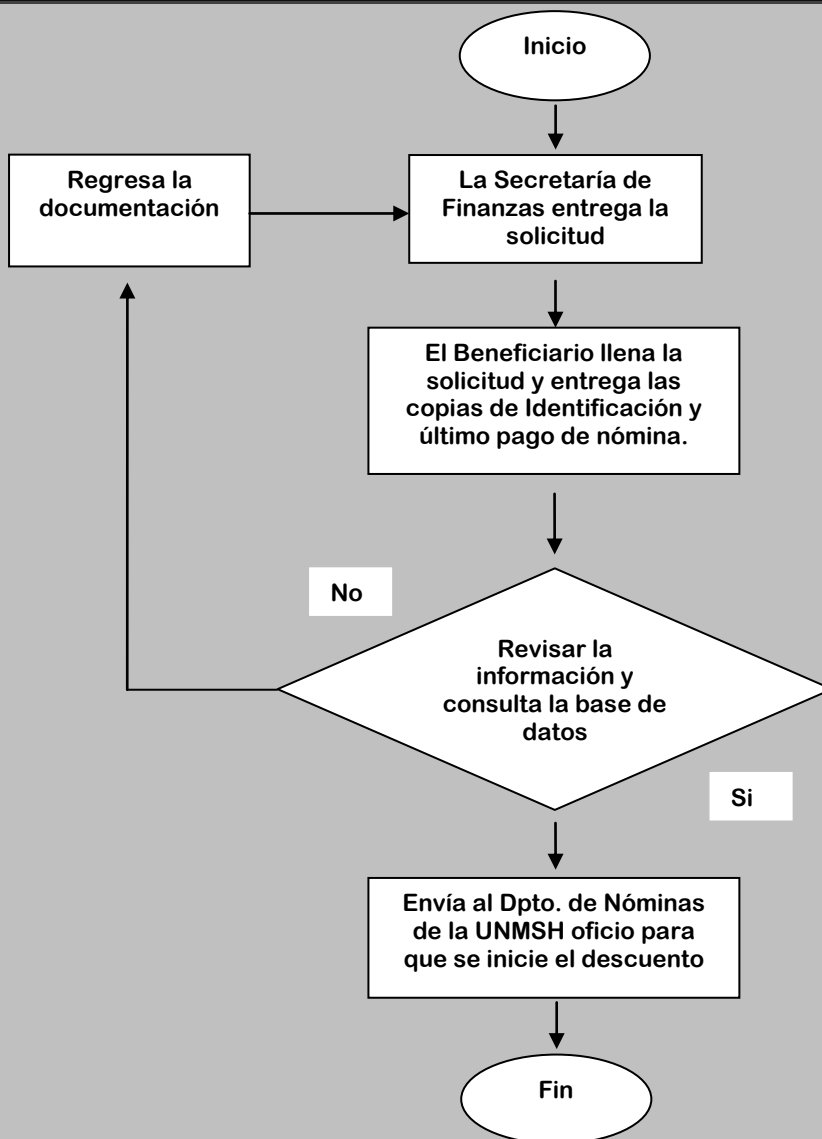 Inicio
Regresa la
documentación
La Secretaría de
Finanzas entrega la
solicitud
El Beneficiario llena la
solicitud y entrega las
copias de Identificación y
último pago de nómina.
No
Revisar la
información y
consulta la base de
datos
Si
Envía al Dpto. de Nóminas
de la UNMSH oficio para
que se inicie el descuento
Fin